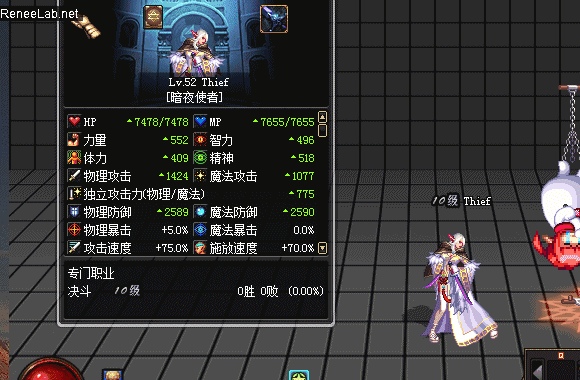 ReneeLab.net
Lv.52 Thief
[暗夜使者]
HP 7478/7478 MP 7655/7655
力量 552 智力 496
体力 409 精神 518
物理攻击 1424 魔法攻击 1077
独立攻击力(物理/魔法) 775
物理防御 2589 魔法防御 2590
物理暴击 +5.0% 魔法暴击 0.0%
攻击速度 +75.0% 施放速度 +70.0%
专门职业
决斗 10级 0胜 0败 (0.00%)
10级 Thief
Q